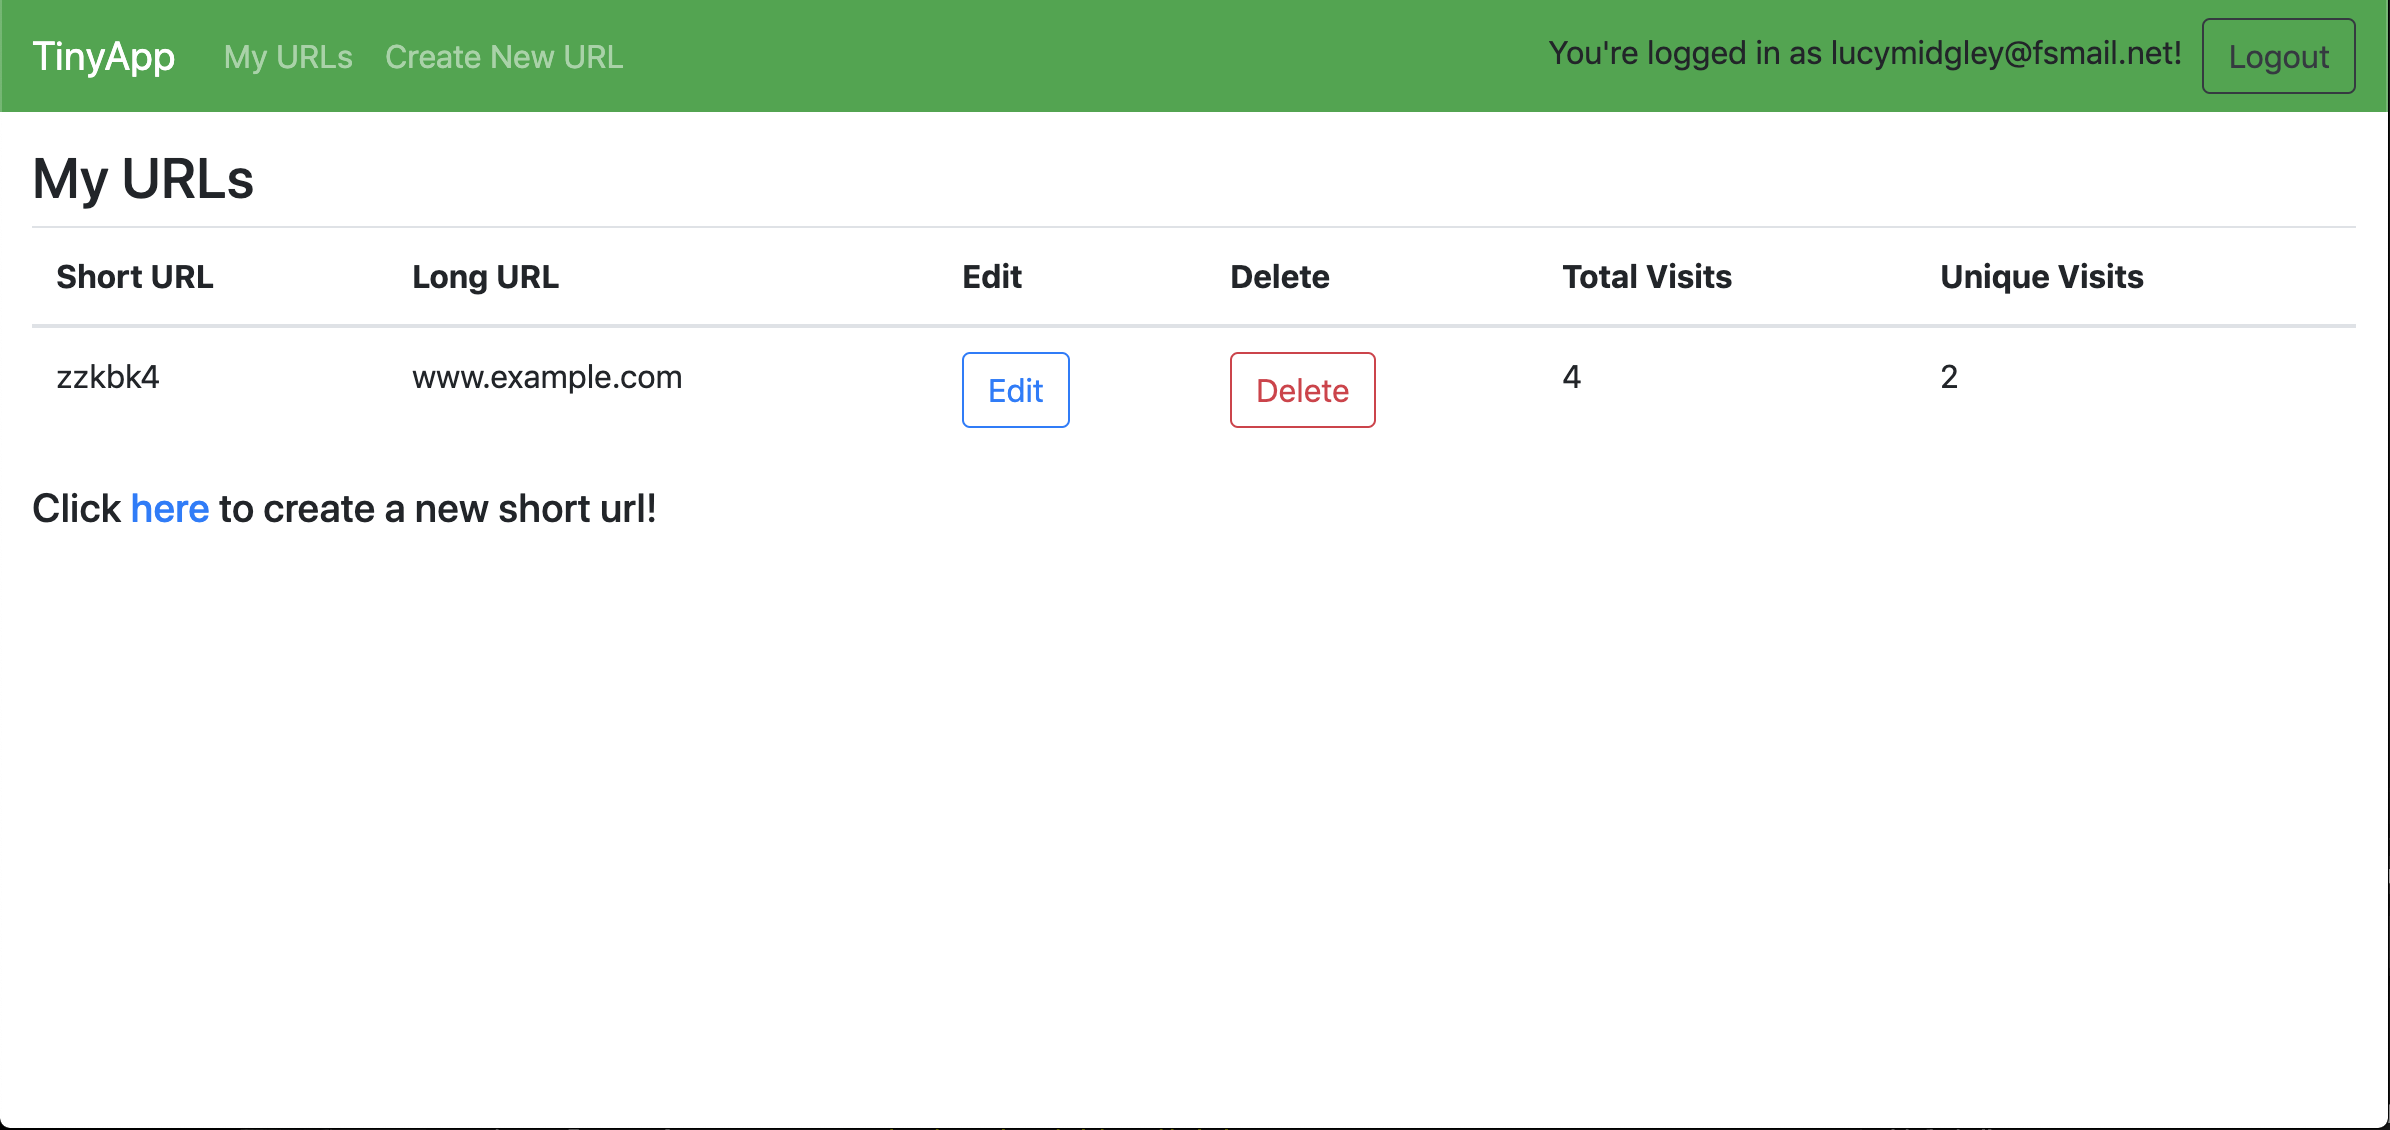 TinyApp My URLs Create New URL You're logged in as lucymidgley@fsmail.net! Logout
My URLs
Short URL Long URL Edit Delete Total Visits Unique Visits
zzkbk4 www.example.com Edit Delete 4 2
Click here to create a new short url!